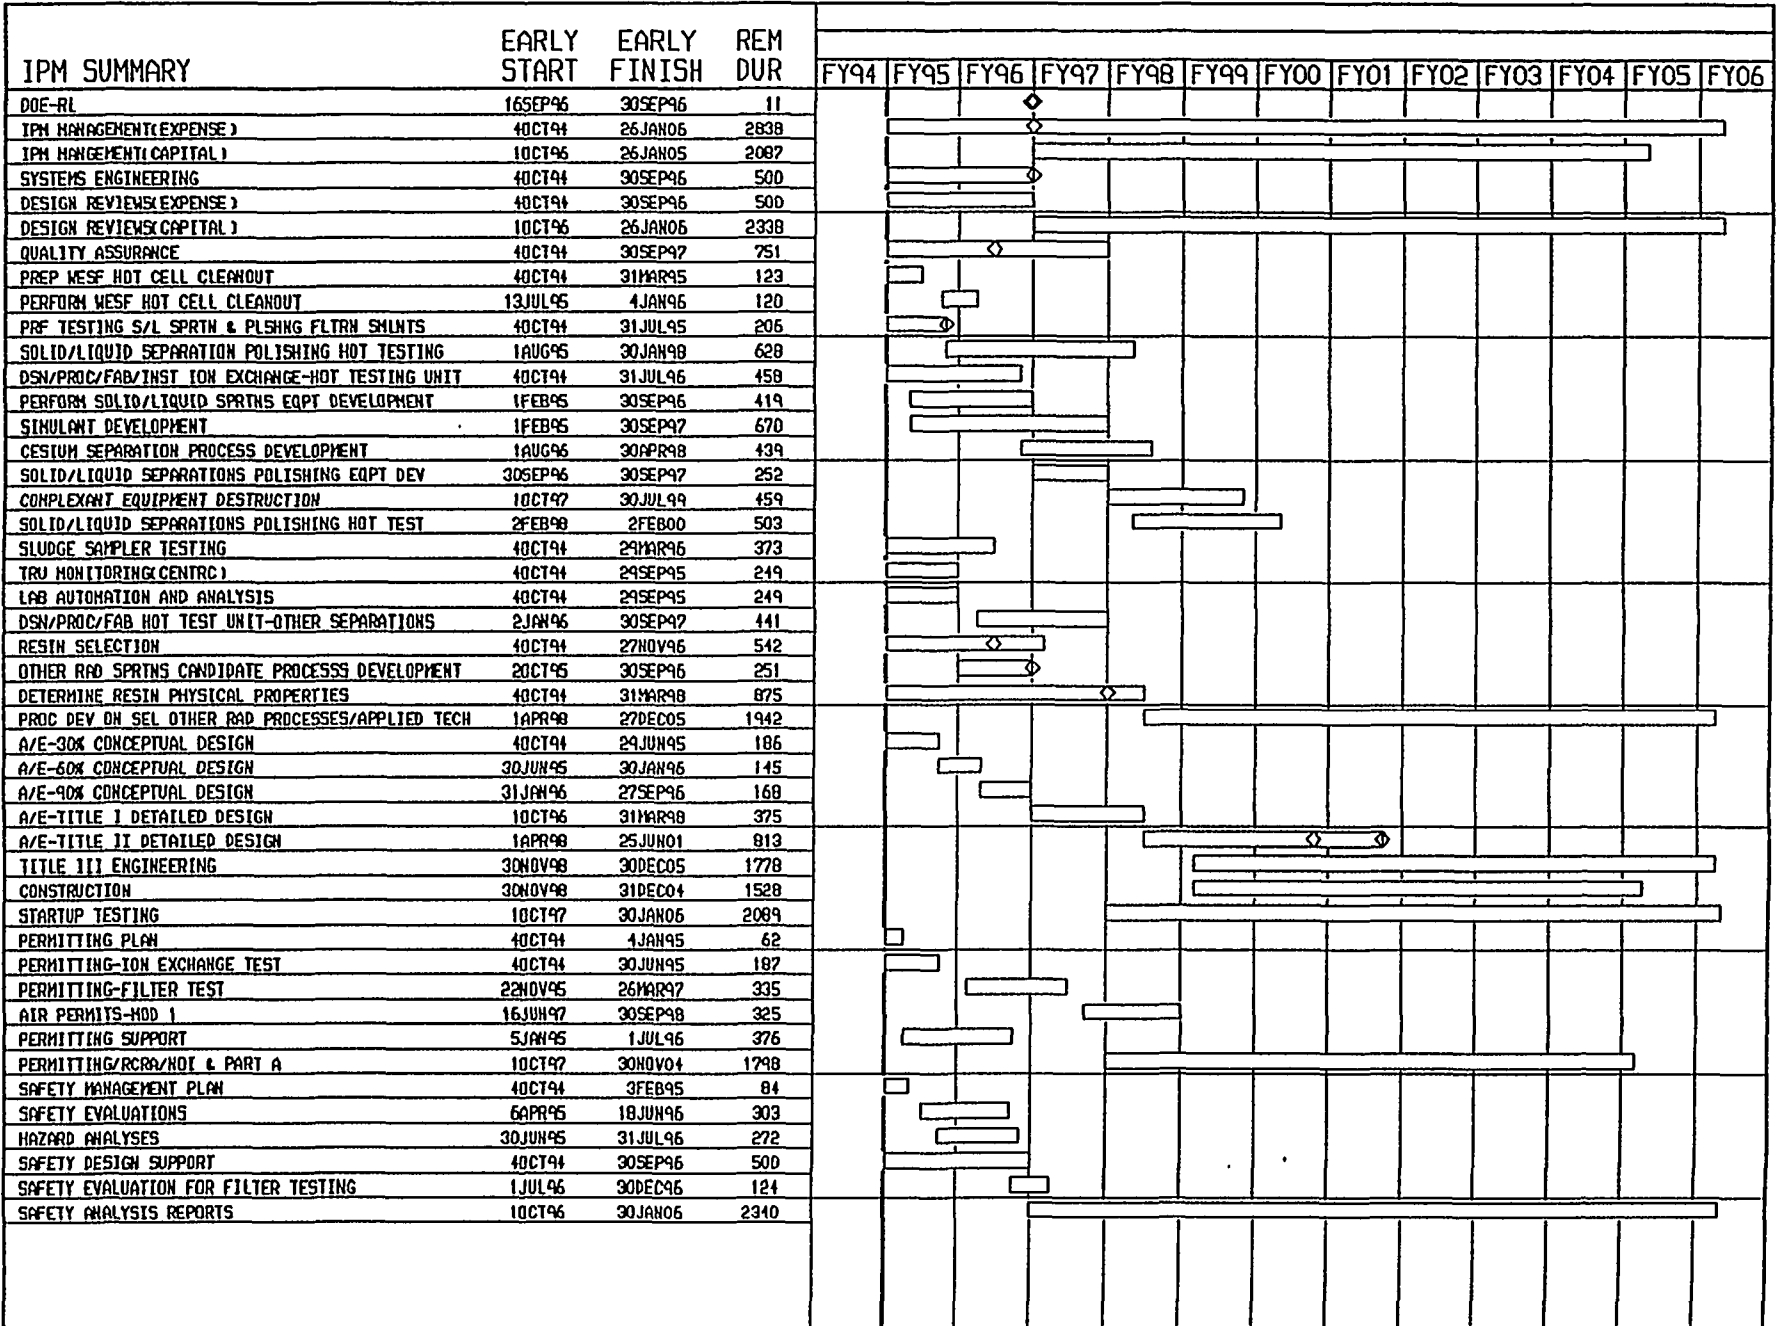 EARLY EARLY REM
IPM SUMMARY START FINISH DUR FY94 FY95 FY96 FY97 FY98 FY99 FY00 FY01 FY02 FY03 FY04 FY05 FY06
DOE-RL 16SEP96 30SEP96 11
IPM MANAGEMENT(EXPENSE) 4OCT94 26JAN06 2838
IPM MANGEMENT(CAPITAL) 1OCT96 26JAN05 2087
SYSTEMS ENGINEERING 4OCT94 30SEP96 500
DESIGN REVIEWS(EXPENSE) 4OCT94 30SEP96 500
DESIGN REVIEWS(CAPITAL) 1OCT96 26JAN06 2338
QUALITY ASSURANCE 4OCT94 30SEP97 751
PREP WESF HOT CELL CLEANOUT 4OCT94 31MAR95 123
PERFORM WESF HOT CELL CLEANOUT 13JUL95 4JAN96 120
PRF TESTING S/L SPRTN & PLSHNG FLTRN SMLNTS 4OCT94 31JUL95 206
SOLID/LIQUID SEPARATION POLISHING HOT TESTING 1AUG95 30JAN98 628
DSN/PROC/FAB/INST ION EXCHANGE-HOT TESTING UNIT 4OCT94 31JUL96 458
PERFORM SOLID/LIQUID SPRTNS EQPT DEVELOPMENT 1FEB95 30SEP96 419
SIMULANT DEVELOPMENT 1FEB95 30SEP97 670
CESIUM SEPARATION PROCESS DEVELOPMENT 1AUG96 30APR98 439
SOLID/LIQUID SEPARATIONS POLISHING EQPT DEV 30SEP96 30SEP97 252
COMPLEXANT EQUIPMENT DESTRUCTION 1OCT97 30JUL99 459
SOLID/LIQUID SEPARATIONS POLISHING HOT TEST 2FEB98 2FEB00 503
SLUDGE SAMPLER TESTING 4OCT94 29MAR96 373
TRU MONITORING(CENTRC) 4OCT94 29SEP95 249
LAB AUTOMATION AND ANALYSIS 4OCT94 29SEP95 249
DSN/PROC/FAB HOT TEST UNIT-OTHER SEPARATIONS 2JAN96 30SEP97 441
RESIN SELECTION 4OCT94 27NOV96 542
OTHER RAD SPRTNS CANDIDATE PROCESSS DEVELOPMENT 2OCT95 30SEP96 251
DETERMINE RESIN PHYSICAL PROPERTIES 4OCT94 31MAR98 875
PROC DEV ON SEL OTHER RAD PROCESSES/APPLIED TECH 1APR98 27DEC05 1942
A/E-30% CONCEPTUAL DESIGN 4OCT94 29JUN95 186
A/E-60% CONCEPTUAL DESIGN 30JUN95 30JAN96 145
A/E-90% CONCEPTUAL DESIGN 31JAN96 27SEP96 168
A/E-TITLE I DETAILED DESIGN 1OCT96 31MAR98 375
A/E-TITLE II DETAILED DESIGN 1APR98 25JUN01 813
TITLE III ENGINEERING 30NOV98 30DEC05 1778
CONSTRUCTION 30NOV98 31DEC04 1528
STARTUP TESTING 1OCT97 30JAN06 2089
PERMITTING PLAN 4OCT94 4JAN95 62
PERMITTING-ION EXCHANGE TEST 4OCT94 30JUN95 187
PERMITTING-FILTER TEST 22NOV95 26MAR97 335
AIR PERMITS-MOD 1 16JUN97 30SEP98 325
PERMITTING SUPPORT 5JAN95 1JUL96 376
PERMITTING/RCRA/NOI & PART A 1OCT97 30NOV04 1798
SAFETY MANAGEMENT PLAN 4OCT94 3FEB95 84
SAFETY EVALUATIONS 6APR95 18JUN96 303
HAZARD ANALYSES 30JUN95 31JUL96 272
SAFETY DESIGN SUPPORT 4OCT94 30SEP96 500
SAFETY EVALUATION FOR FILTER TESTING 1JUL96 30DEC96 124
SAFETY ANALYSIS REPORTS 1OCT96 30JAN06 2340